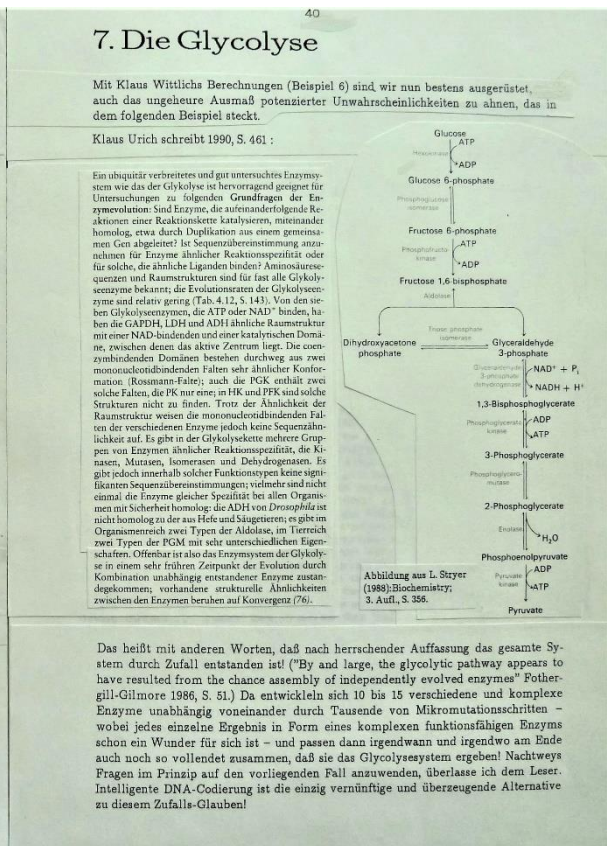 40
7. Die Glycolyse
Mit Klaus Wittlichs Berechnungen (Beispiel 6) sind wir nun bestens ausgerüstet,
auch das ungeheure Ausmaß potenzierter Unwahrscheinlichkeiten zu ahnen, das in
dem folgenden Beispiel steckt.
Klaus Urich schreibt 1990, S. 461 :
Ein ubiquitär verbreitetes und gut untersuchtes Enzymsy-
stem wie das der Glykolyse ist hervorragend geeignet für
Untersuchungen zu folgenden Grundfragen der En-
zymevolution: Sind Enzyme, die aufeinanderfolgende Re-
aktionen einer Reaktionskette katalysieren, miteinander
homolog, etwa durch Duplikation aus einem gemeinsa-
men Gen abgeleitet? Ist Sequenzübereinstimmung anzu-
nehmen für Enzyme ähnlicher Reaktionsspezifität oder
für solche, die ähnliche Liganden binden? Aminosäurese-
quenzen und Raumstrukturen sind für fast alle Glykoly-
seenzyme bekannt; die Evolutionsraten der Glykolyseen-
zyme sind relativ gering (Tab. 4.12, S. 143). Von den sie-
ben Glykolyseenzymen, die ATP oder NAD⁺ binden, ha-
ben die GAPDH, LDH und ADH ähnliche Raumstruktur
mit einer NAD-bindenden und einer katalytischen Domä-
ne, zwischen denen das aktive Zentrum liegt. Die coen-
zymbindenden Domänen bestehen durchweg aus zwei
mononucleotidbindenden Falten sehr ähnlicher Konfor-
mation (Rossmann-Falte); auch die PGK enthält zwei
solche Falten, die PK nur eine; in HK und PFK sind solche
Strukturen nicht zu finden. Trotz der Ähnlichkeit der
Raumstruktur weisen die mononucleotidbindenden Fal-
ten der verschiedenen Enzyme jedoch keine Sequenzähn-
lichkeit auf. Es gibt in der Glykolysekette mehrere Grup-
pen von Enzymen ähnlicher Reaktionsspezifität, die Ki-
nasen, Mutasen, Isomerasen und Dehydrogenasen. Es
gibt jedoch innerhalb solcher Funktionstypen keine signi-
fikanten Sequenzübereinstimmungen; vielmehr sind nicht
einmal die Enzyme gleicher Spezifität bei allen Organis-
men mit Sicherheit homolog: die ADH von Drosophila ist
nicht homolog zu der aus Hefe und Säugetieren; es gibt im
Organismenreich zwei Typen der Aldolase, im Tierreich
zwei Typen der PGM mit sehr unterschiedlichen Eigen-
schaften. Offenbar ist also das Enzymsystem der Glykoly-
se in einem sehr frühren Zeitpunkt der Evolution durch
Kombination unabhängig entstandener Enzyme zustan-
degekommen; vorhandene strukturelle Ähnlichkeiten
zwischen den Enzymen beruhen auf Konvergenz (76).
Glucose
ATP
Hexokinase
ADP
Glucose 6-phosphate
Phosphoglucose
isomerase
Fructose 6-phosphate
ATP
Phosphofructo
kinase
ADP
Fructose 1,6-bisphosphate
Aldolase
Triose phosphate
isomerase
Dihydroxyacetone
phosphate
Glyceraldehyde
3-phosphate
Glyceraldehyde
3-phosphate
dehydrogenase
NAD⁺ + Pi
NADH + H⁺
1,3-Bisphosphoglycerate
Phosphoglycerate
kinase
ADP
ATP
3-Phosphoglycerate
Phosphoglycero-
mutase
2-Phosphoglycerate
Enolase
H₂O
Phosphoenolpyruvate
ADP
Pyruvate
kinase
ATP
Pyruvate
Abbildung aus L. Stryer
(1988):Biochemistry;
3. Aufl., S. 356.
Das heißt mit anderen Worten, daß nach herrschender Auffassung das gesamte Sy-
stem durch Zufall entstanden ist! ("By and large, the glycolytic pathway appears to
have resulted from the chance assembly of independently evolved enzymes" Fother-
gill-Gilmore 1986, S. 51.) Da entwickleln sich 10 bis 15 verschiedene und komplexe
Enzyme unabhängig voneinander durch Tausende von Mikromutationsschritten -
wobei jedes einzelne Ergebnis in Form eines komplexen funktionsfähigen Enzyms
schon ein Wunder für sich ist - und passen dann irgendwann und irgendwo am Ende
auch noch so vollendet zusammen, daß sie das Glycolysesystem ergeben! Nachtweys
Fragen im Prinzip auf den vorliegenden Fall anzuwenden, überlasse ich dem Leser.
Intelligente DNA-Codierung ist die einzig vernünftige und überzeugende Alternative
zu diesem Zufalls-Glauben!